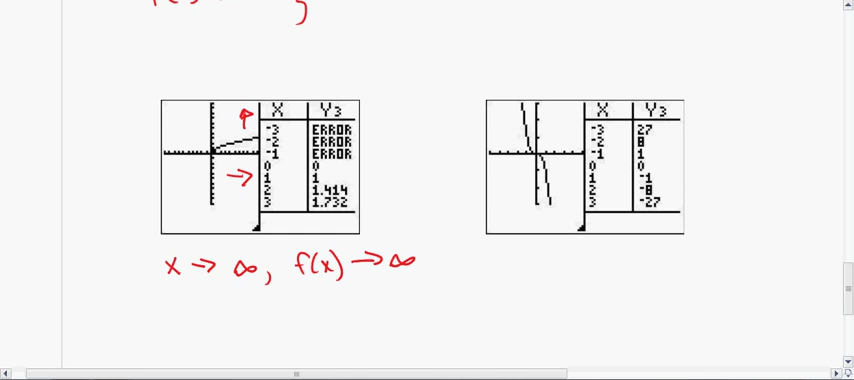 X Y3
-3 ERROR
-2 ERROR
-1 ERROR
0 0
1 1
2 1.414
3 1.732
X Y3
-3 27
-2 8
-1 1
0 0
1 -1
2 -8
3 -27
x → ∞, f(x) → ∞